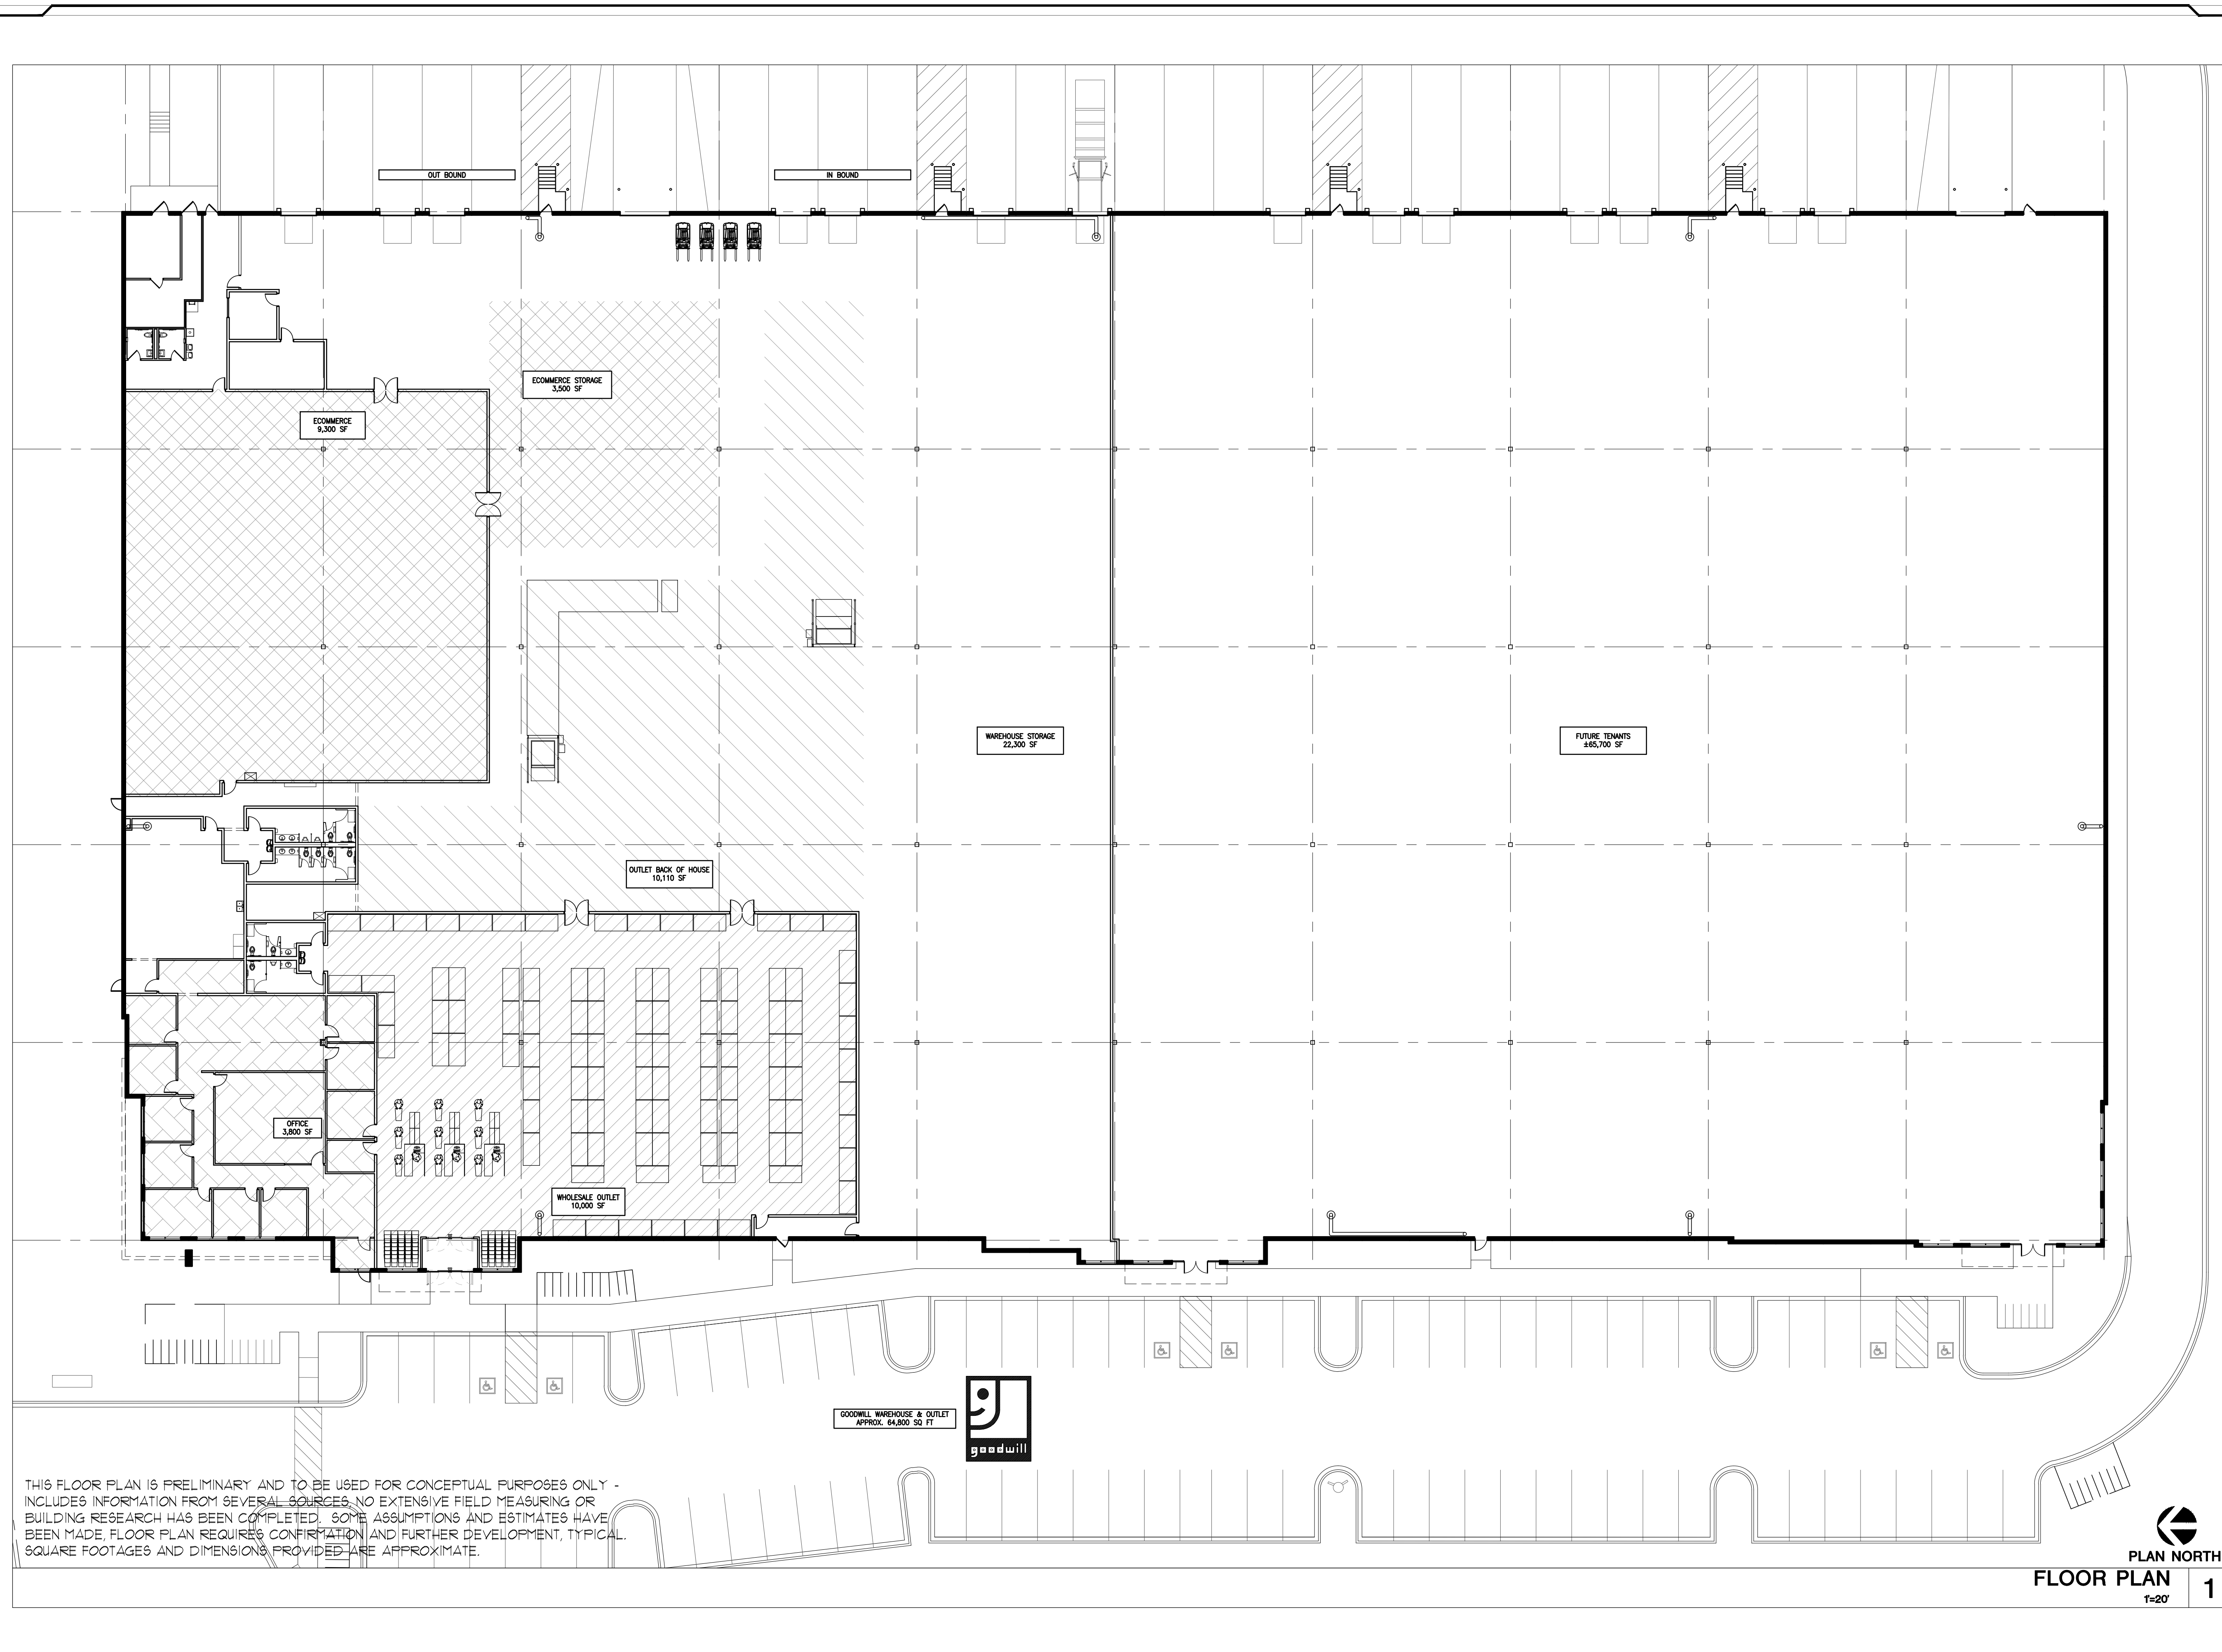 OUT BOUND
IN BOUND
ECOMMERCE STORAGE
3,500 SF
ECOMMERCE
9,300 SF
WAREHOUSE STORAGE
22,300 SF
FUTURE TENANTS
±65,700 SF
OUTLET BACK OF HOUSE
10,110 SF
OFFICE
3,800 SF
WHOLESALE OUTLET
10,000 SF
GOODWILL WAREHOUSE & OUTLET
APPROX. 64,800 SQ FT
goodwill
THIS FLOOR PLAN IS PRELIMINARY AND TO BE USED FOR CONCEPTUAL PURPOSES ONLY -
INCLUDES INFORMATION FROM SEVERAL SOURCES, NO EXTENSIVE FIELD MEASURING OR
BUILDING RESEARCH HAS BEEN COMPLETED. SOME ASSUMPTIONS AND ESTIMATES HAVE
BEEN MADE, FLOOR PLAN REQUIRES CONFIRMATION AND FURTHER DEVELOPMENT, TYPICAL.
SQUARE FOOTAGES AND DIMENSIONS PROVIDED ARE APPROXIMATE.
PLAN NORTH
FLOOR PLAN
1
1'=20'